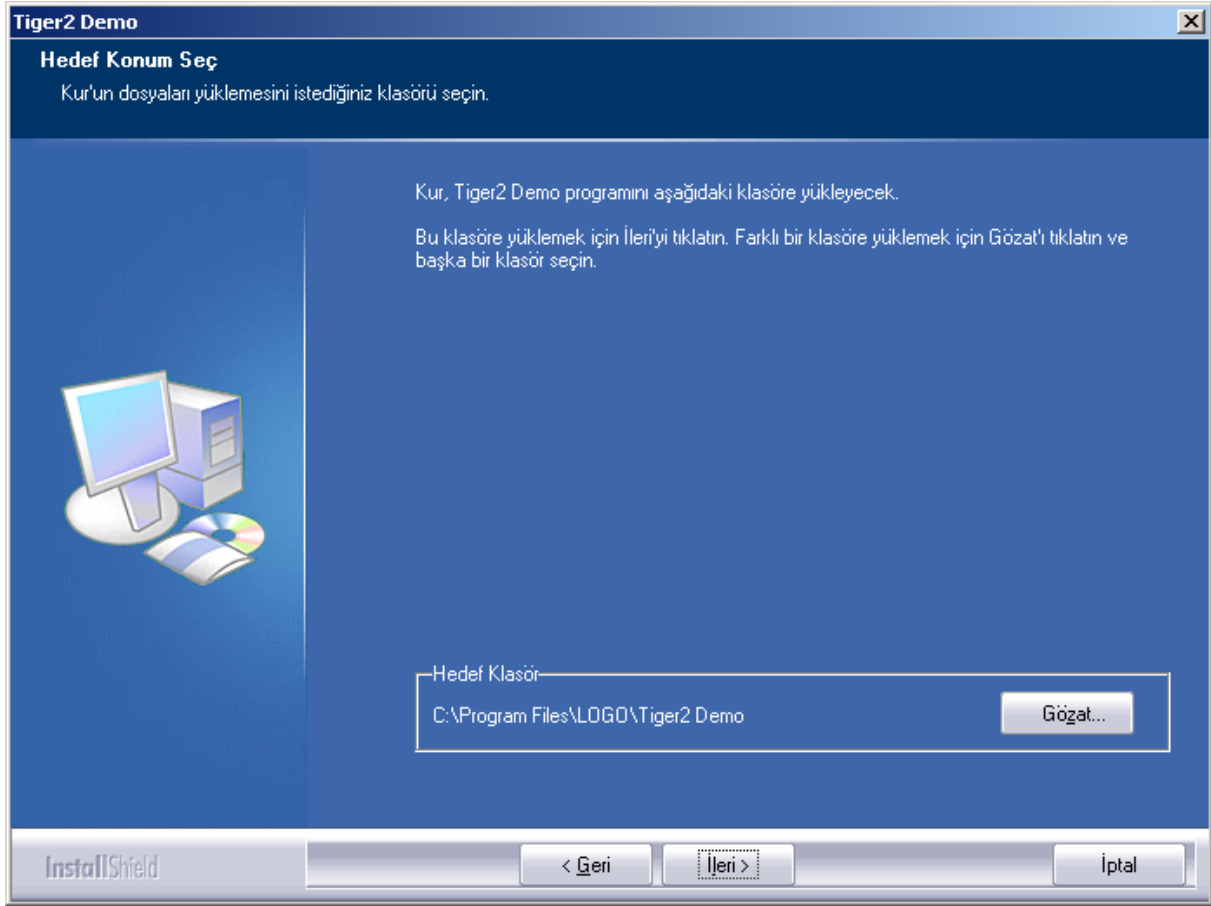 Tiger2 Demo
Hedef Konum Seç
Kur'un dosyaları yüklemesini istediğiniz klasörü seçin.
Kur, Tiger2 Demo programını aşağıdaki klasöre yükleyecek.
Bu klasöre yüklemek için İleri'yi tıklatın. Farklı bir klasöre yüklemek için Gözat'ı tıklatın ve
başka bir klasör seçin.
Hedef Klasör
C:\Program Files\LOGO\Tiger2 Demo
Gözat...
InstallShield
< Geri
İleri >
İptal